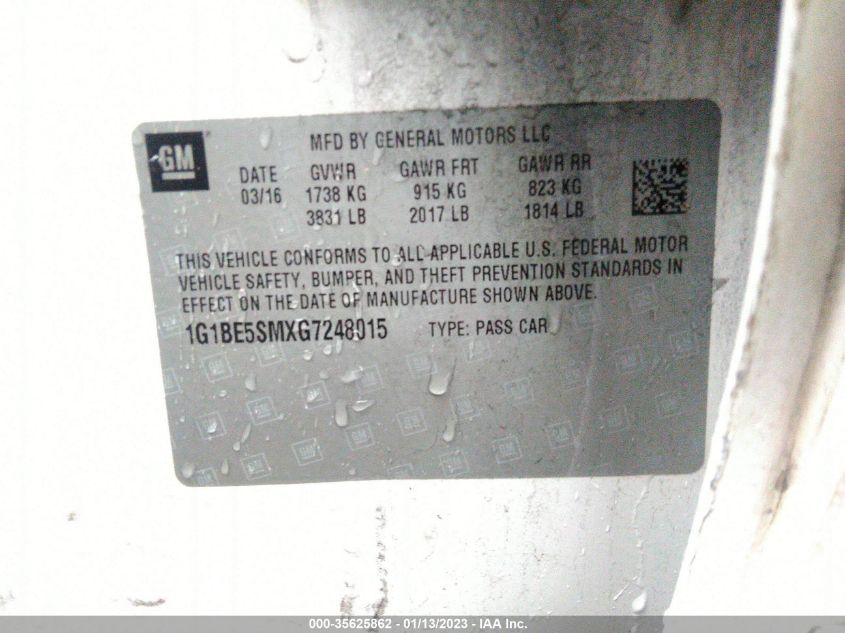 GM
MFD BY GENERAL MOTORS LLC
DATE GVWR GAWR FRT GAWR RR
03/16 1738 KG 915 KG 823 KG
3831 LB 2017 LB 1814 LB
THIS VEHICLE CONFORMS TO ALL APPLICABLE U.S. FEDERAL MOTOR
VEHICLE SAFETY, BUMPER, AND THEFT PREVENTION STANDARDS IN
EFFECT ON THE DATE OF MANUFACTURE SHOWN ABOVE.
1G1BE5SMXG7248015 TYPE: PASS CAR
000-35625862 - 01/13/2023 - IAA Inc.